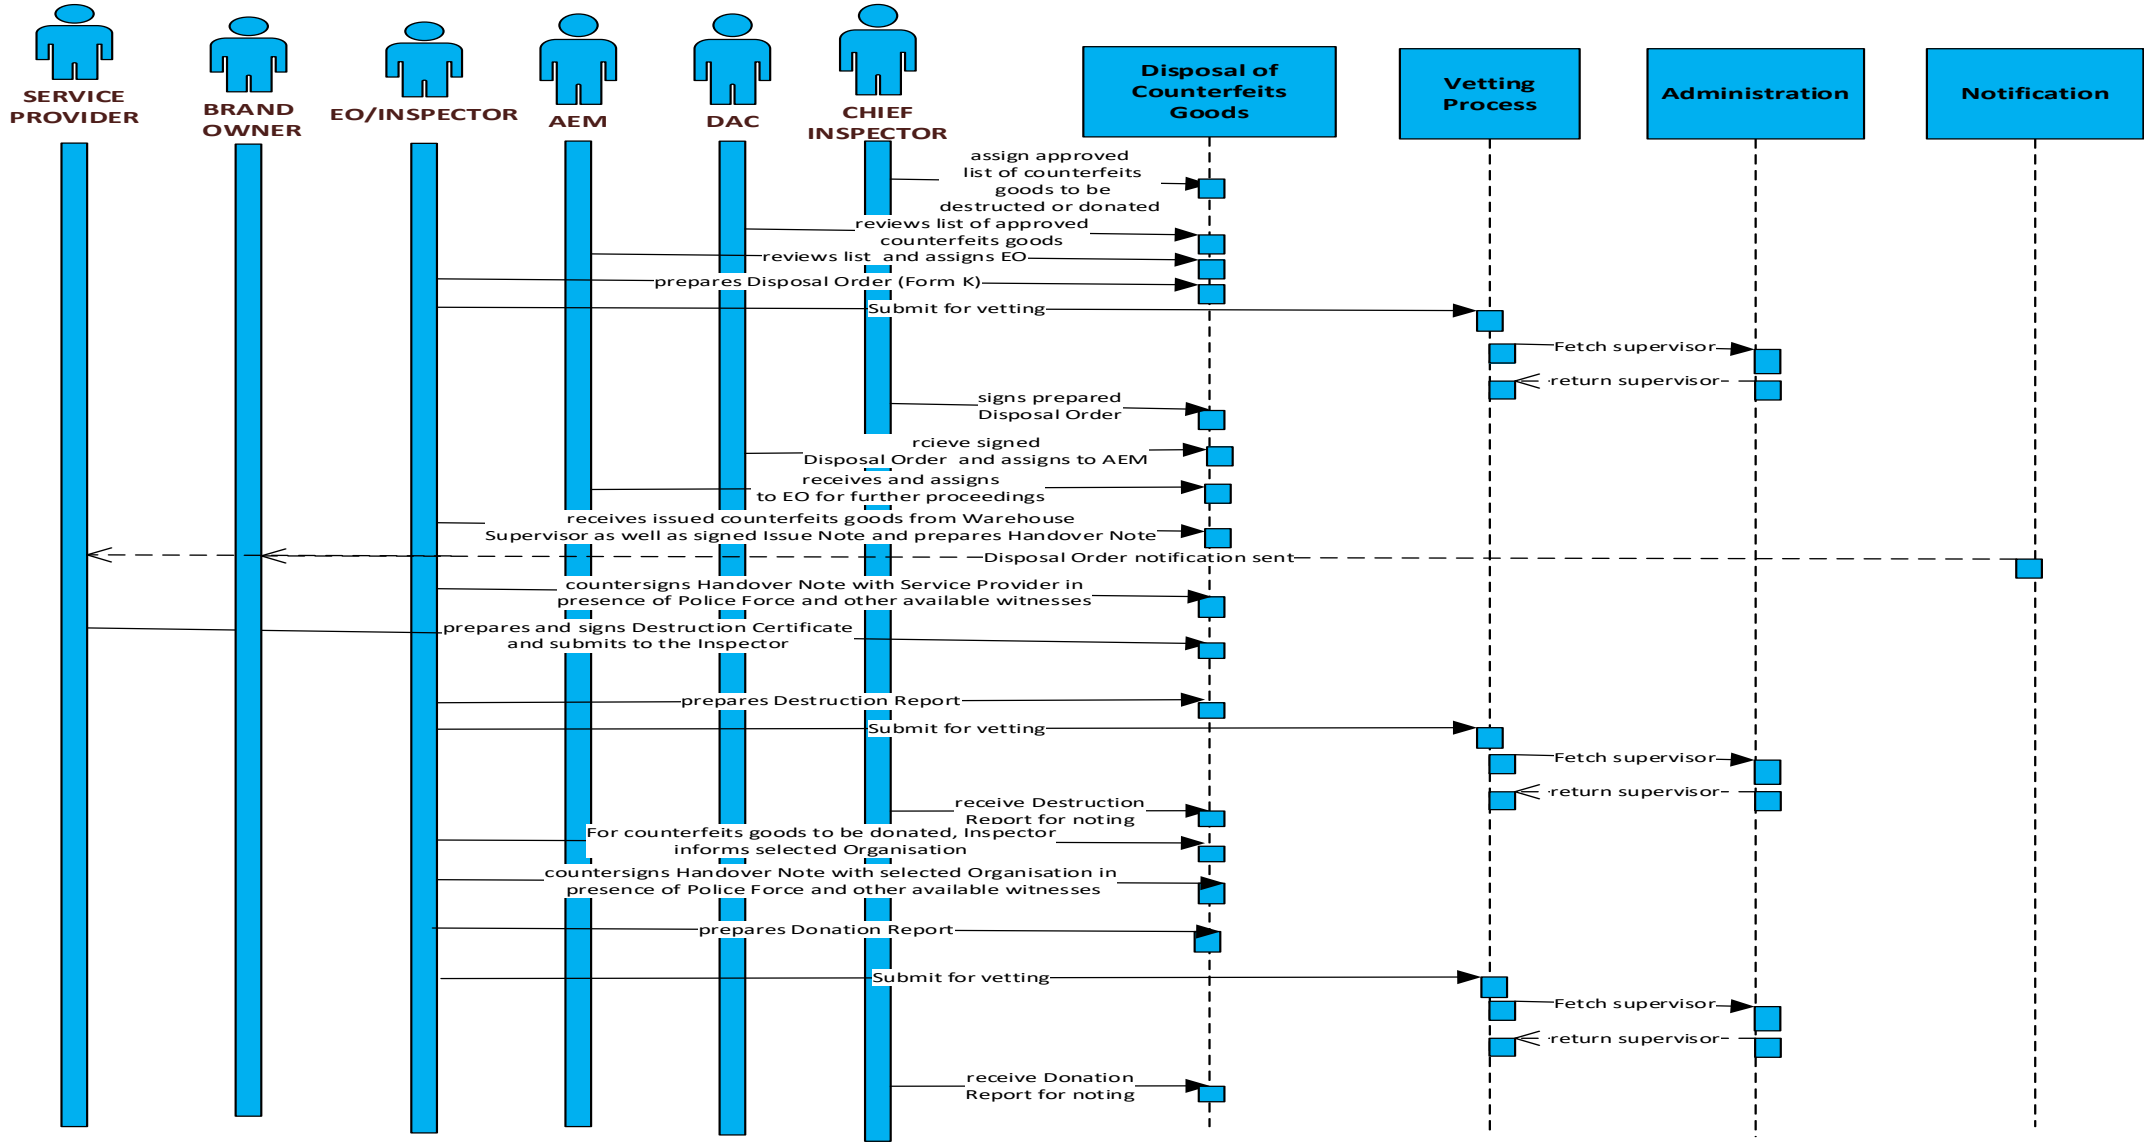 SERVICE
PROVIDER
BRAND
OWNER
EO/INSPECTOR
AEM
DAC
CHIEF
INSPECTOR
Disposal of
Counterfeits
Goods
Vetting
Process
Administration
Notification
assign approved
list of counterfeits
goods to be
destructed or donated
reviews list of approved
counterfeits goods
reviews list and assigns EO
prepares Disposal Order (Form K)
Submit for vetting
Fetch supervisor
return supervisor
signs prepared
Disposal Order
rcieve signed
Disposal Order and assigns to AEM
receives and assigns
to EO for further proceedings
receives issued counterfeits goods from Warehouse
Supervisor as well as signed Issue Note and prepares Handover Note
Disposal Order notification sent
countersigns Handover Note with Service Provider in
presence of Police Force and other available witnesses
prepares and signs Destruction Certificate
and submits to the Inspector
prepares Destruction Report
Submit for vetting
Fetch supervisor
return supervisor
receive Destruction
Report for noting
For counterfeits goods to be donated, Inspector
informs selected Organisation
countersigns Handover Note with selected Organisation in
presence of Police Force and other available witnesses
prepares Donation Report
Submit for vetting
Fetch supervisor
return supervisor
receive Donation
Report for noting